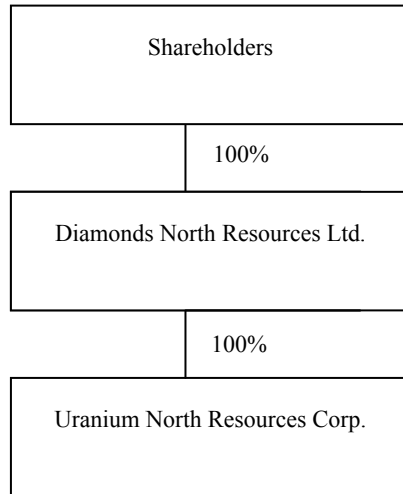 Shareholders
100%
Diamonds North Resources Ltd.
100%
Uranium North Resources Corp.